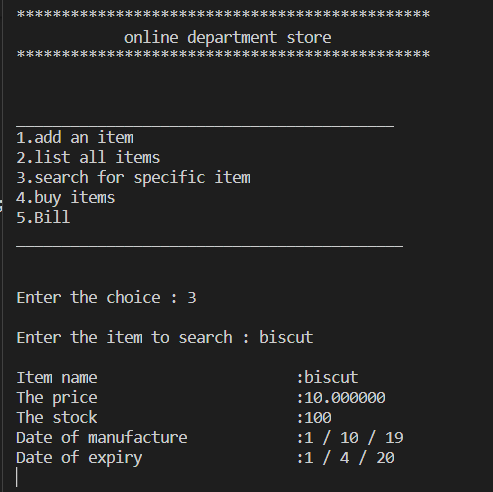 **********************************************
online department store
**********************************************
__________________________________________
1.add an item
2.list all items
3.search for specific item
4.buy items
5.Bill
___________________________________________
Enter the choice : 3
Enter the item to search : biscut
Item name :biscut
The price :10.000000
The stock :100
Date of manufacture :1 / 10 / 19
Date of expiry :1 / 4 / 20